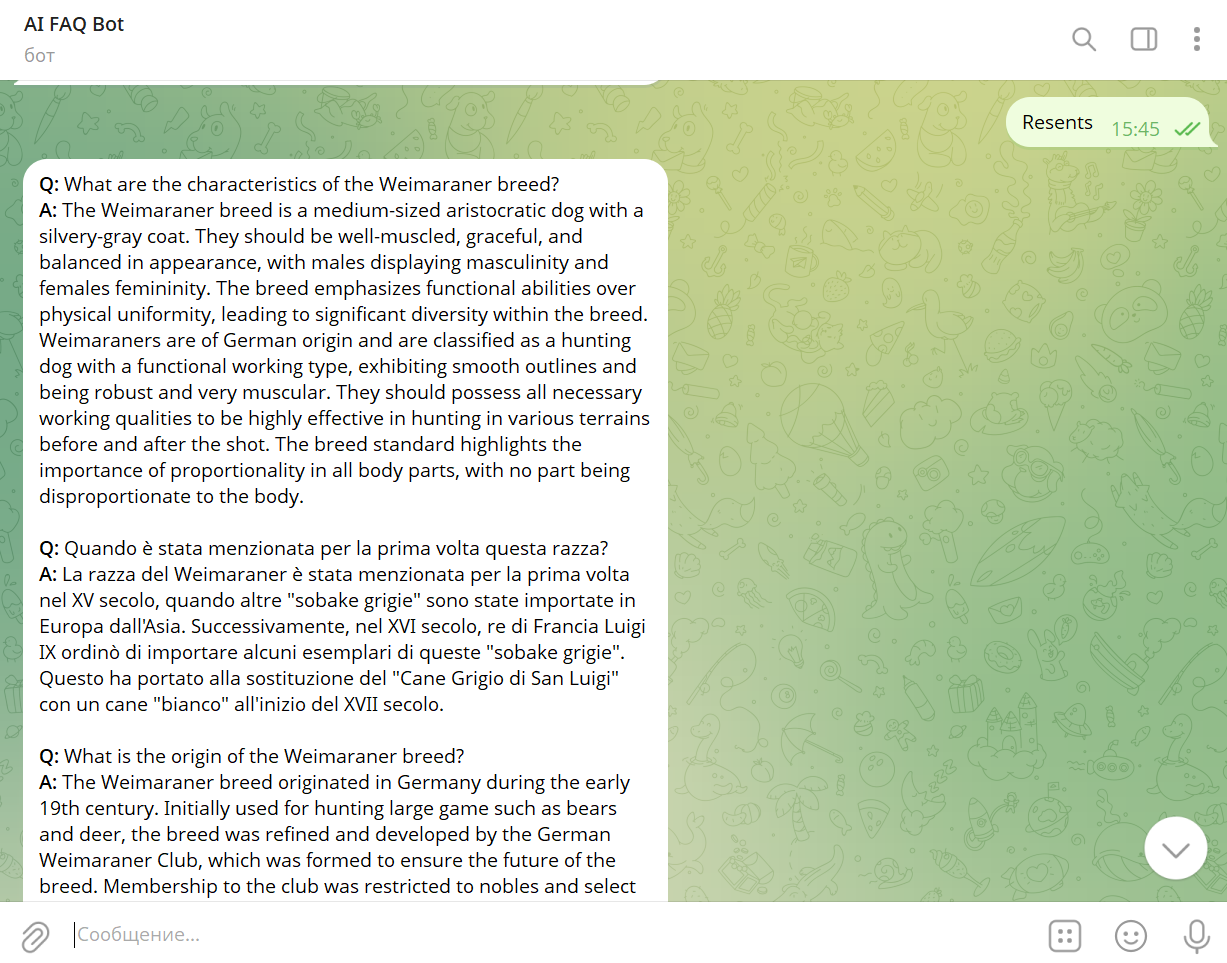 AI FAQ Bot
бот
Resents 15:45
Q: What are the characteristics of the Weimaraner breed?
A: The Weimaraner breed is a medium-sized aristocratic dog with a
silvery-gray coat. They should be well-muscled, graceful, and
balanced in appearance, with males displaying masculinity and
females femininity. The breed emphasizes functional abilities over
physical uniformity, leading to significant diversity within the breed.
Weimaraners are of German origin and are classified as a hunting
dog with a functional working type, exhibiting smooth outlines and
being robust and very muscular. They should possess all necessary
working qualities to be highly effective in hunting in various terrains
before and after the shot. The breed standard highlights the
importance of proportionality in all body parts, with no part being
disproportionate to the body.
Q: Quando è stata menzionata per la prima volta questa razza?
A: La razza del Weimaraner è stata menzionata per la prima volta
nel XV secolo, quando altre "sobake grigie" sono state importate in
Europa dall'Asia. Successivamente, nel XVI secolo, re di Francia Luigi
IX ordinò di importare alcuni esemplari di queste "sobake grigie".
Questo ha portato alla sostituzione del "Cane Grigio di San Luigi"
con un cane "bianco" all'inizio del XVII secolo.
Q: What is the origin of the Weimaraner breed?
A: The Weimaraner breed originated in Germany during the early
19th century. Initially used for hunting large game such as bears
and deer, the breed was refined and developed by the German
Weimaraner Club, which was formed to ensure the future of the
breed. Membership to the club was restricted to nobles and select
Сообщение...